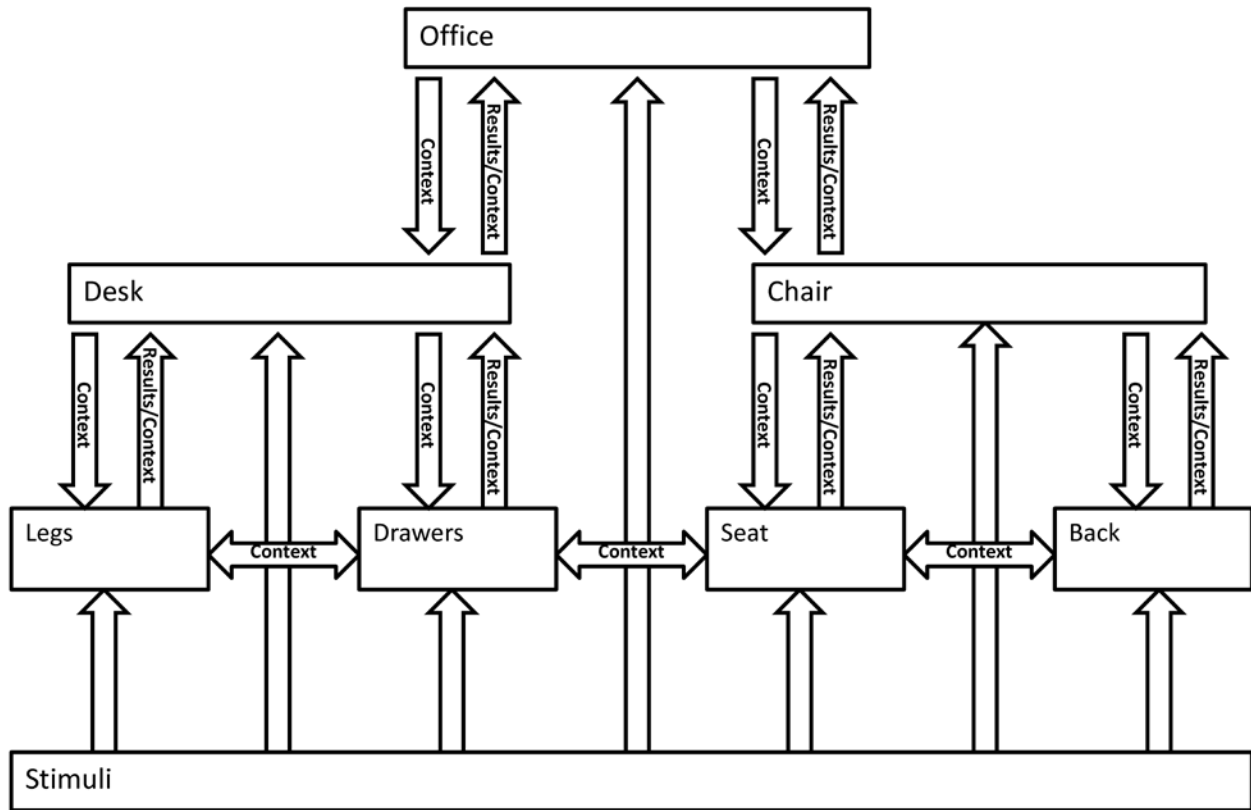 Office
Context
Results/Context
Context
Results/Context
Desk
Chair
Context
Results/Context
Context
Results/Context
Context
Results/Context
Context
Results/Context
Legs
Context
Drawers
Context
Seat
Context
Back
Stimuli